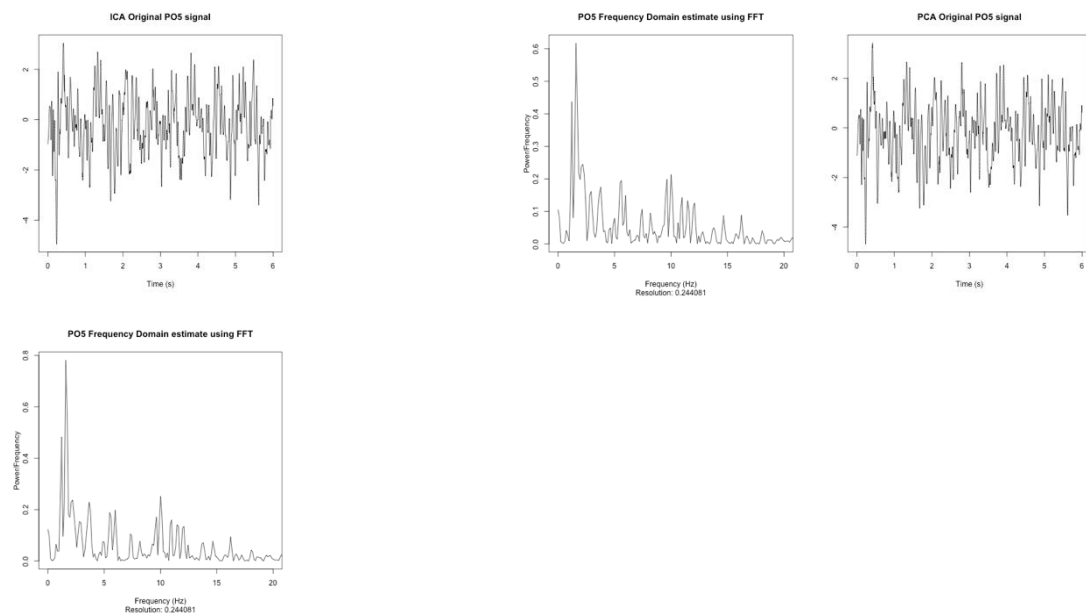 ICA Original PO5 signal
2
0
-2
-4
0 1 2 3 4 5 6
Time (s)
PO5 Frequency Domain estimate using FFT
Power/Frequency
0.6
0.5
0.4
0.3
0.2
0.1
0.0
0 5 10 15 20
Frequency (Hz)
Resolution: 0.244081
PCA Original PO5 signal
2
0
-2
-4
0 1 2 3 4 5 6
Time (s)
PO5 Frequency Domain estimate using FFT
Power/Frequency
0.8
0.6
0.4
0.2
0.0
0 5 10 15 20
Frequency (Hz)
Resolution: 0.244081